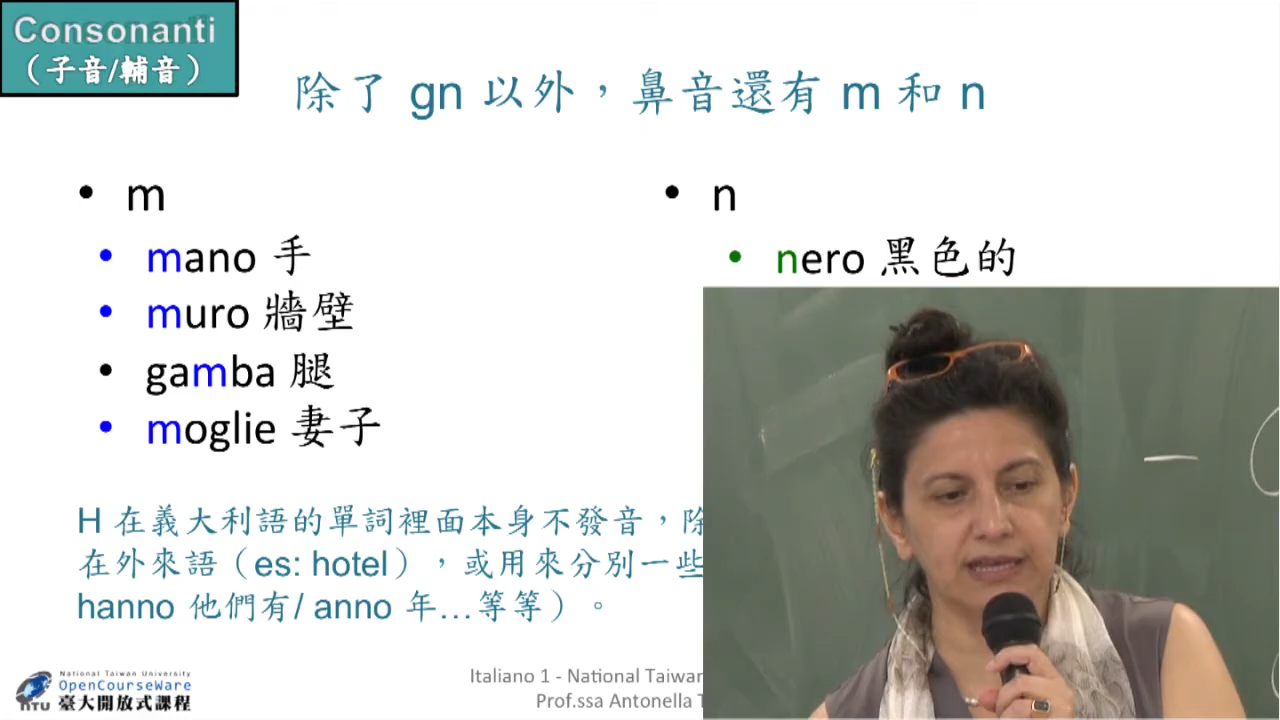 Consonanti
（子音/輔音）
除了 gn 以外，鼻音還有 m 和 n
• m
• mano 手
• muro 牆壁
• gamba 腿
• moglie 妻子
• n
• nero 黑色的
H 在義大利語的單詞裡面本身不發音，除
在外來語（es: hotel），或用來分別一些
hanno 他們有/ anno 年…等等）。
National Taiwan University
OpenCourseWare
NTU 臺大開放式課程
Italiano 1 - National Taiwan
Prof.ssa Antonella T